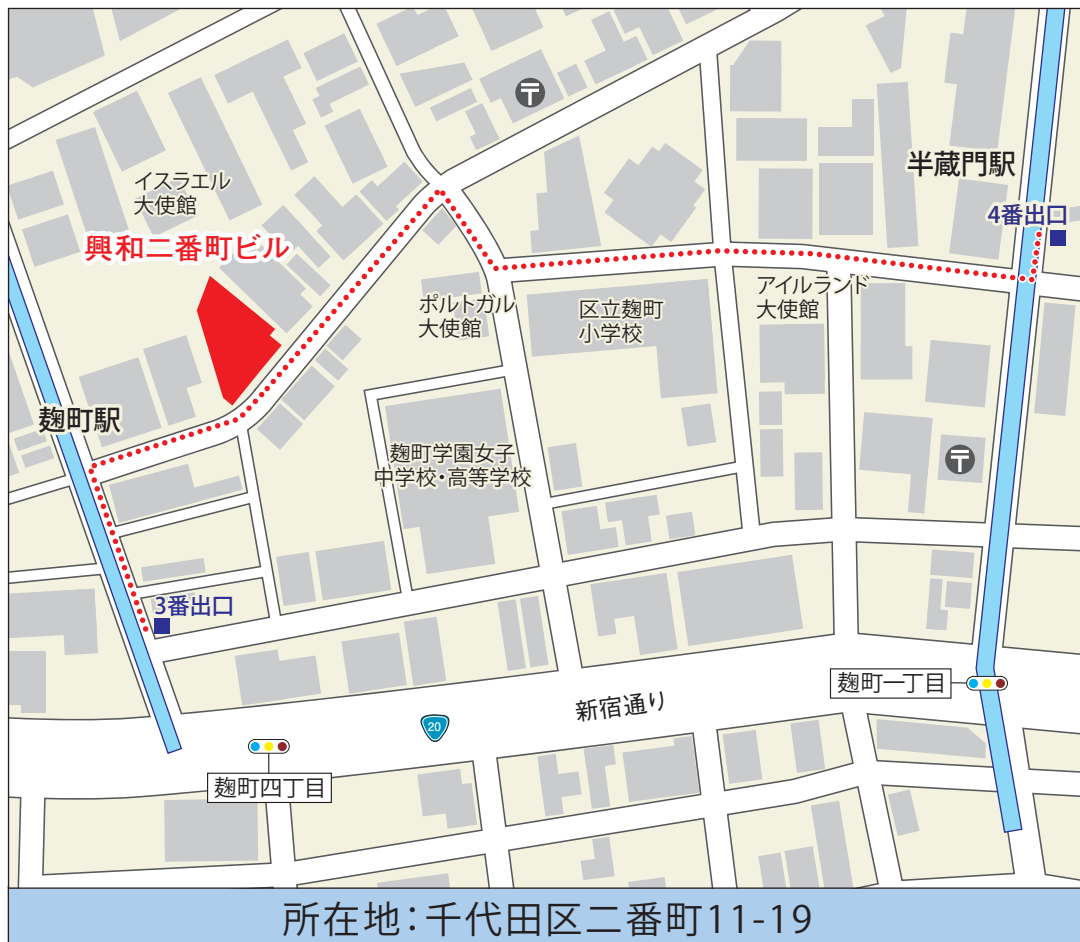 〒
半蔵門駅
イスラエル
大使館
4番出口
興和二番町ビル
アイルランド
大使館
ポルトガル
大使館
区立麹町
小学校
麹町駅
麹町学園女子
中学校・高等学校
〒
3番出口
麹町一丁目
新宿通り
20
麹町四丁目
所在地：千代田区二番町11-19